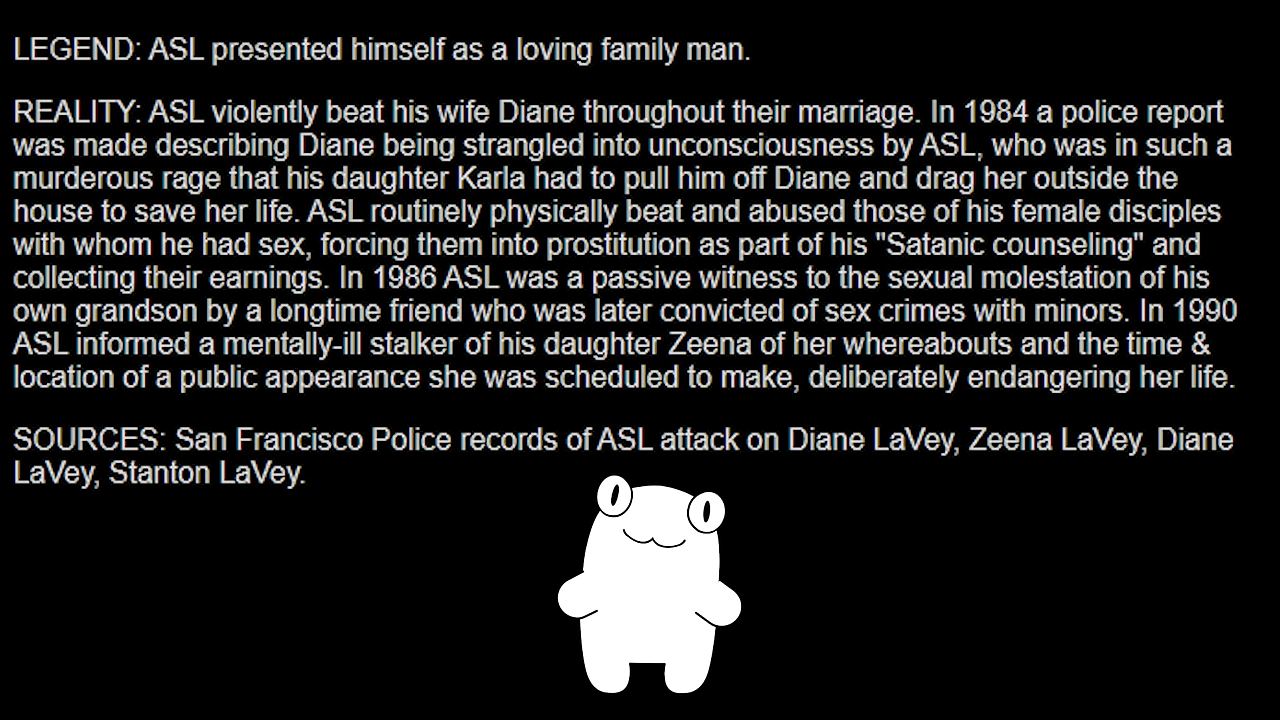 LEGEND: ASL presented himself as a loving family man.
REALITY: ASL violently beat his wife Diane throughout their marriage. In 1984 a police report
was made describing Diane being strangled into unconsciousness by ASL, who was in such a
murderous rage that his daughter Karla had to pull him off Diane and drag her outside the
house to save her life. ASL routinely physically beat and abused those of his female disciples
with whom he had sex, forcing them into prostitution as part of his "Satanic counseling" and
collecting their earnings. In 1986 ASL was a passive witness to the sexual molestation of his
own grandson by a longtime friend who was later convicted of sex crimes with minors. In 1990
ASL informed a mentally-ill stalker of his daughter Zeena of her whereabouts and the time &
location of a public appearance she was scheduled to make, deliberately endangering her life.
SOURCES: San Francisco Police records of ASL attack on Diane LaVey, Zeena LaVey, Diane
LaVey, Stanton LaVey.